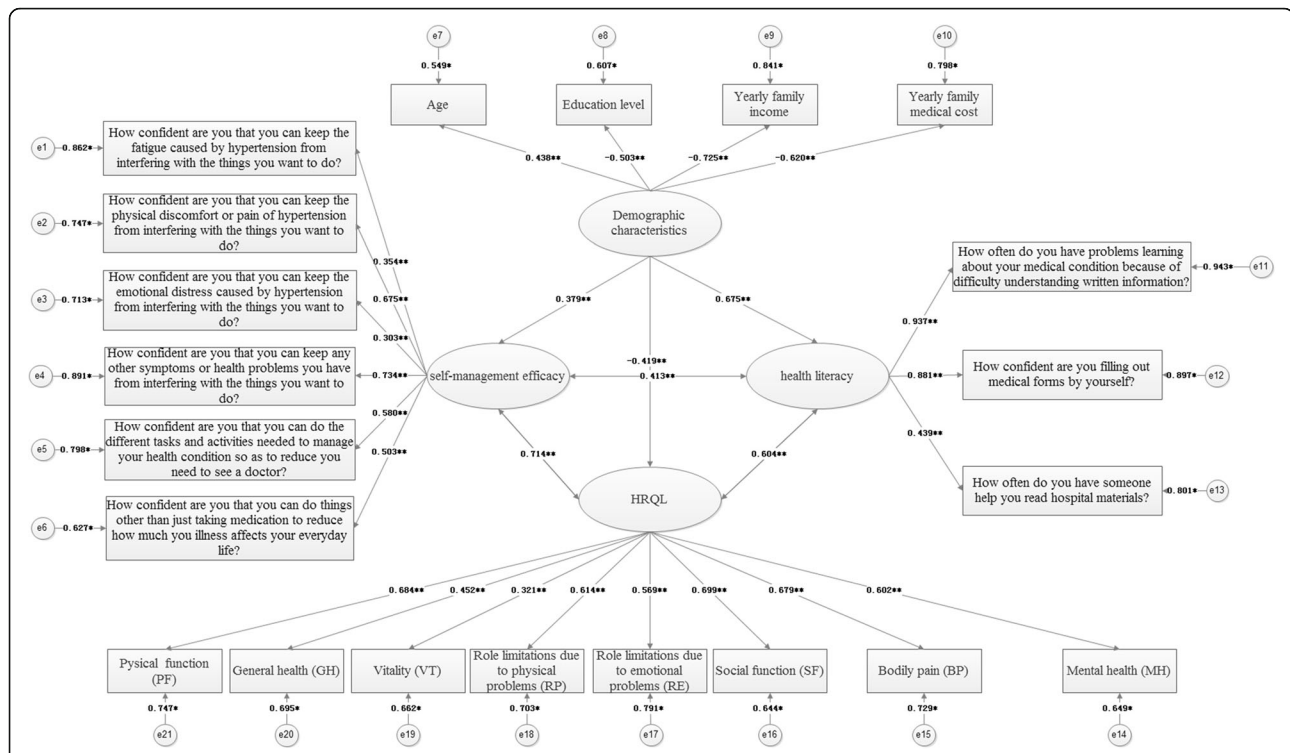 e7
e8
e9
e10
0.549*
0.607*
0.841*
0.798*
Age
Education level
Yearly family
income
Yearly family
medical cost
0.438**
-0.503**
-0.725**
-0.620**
Demographic
characteristics
e1
0.862*
How confident are you that you can keep the
fatigue caused by hypertension from
interfering with the things you want to do?
e2
0.747*
How confident are you that you can keep the
physical discomfort or pain of hypertension
from interfering with the things you want to
do?
e3
0.713*
How confident are you that you can keep the
emotional distress caused by hypertension
from interfering with the things you want to
do?
e4
0.891*
How confident are you that you can keep any
other symptoms or health problems you have
from interfering with the things you want to
do?
e5
0.798*
How confident are you that you can do the
different tasks and activities needed to manage
your health condition so as to reduce you
need to see a doctor?
e6
0.627*
How confident are you that you can do things
other than just taking medication to reduce
how much you illness affects your everyday
life?
0.354**
0.675**
0.303**
0.734**
0.580**
0.503**
self-management efficacy
0.379**
0.675**
-0.419**
0.413**
health literacy
0.714**
0.604**
HRQL
0.937**
0.881**
0.439**
How often do you have problems learning
about your medical condition because of
difficulty understanding written information?
0.943*
e11
How confident are you filling out
medical forms by yourself?
0.897*
e12
How often do you have someone
help you read hospital materials?
0.801*
e13
0.684**
0.452**
0.321**
0.614**
0.569**
0.699**
0.679**
0.602**
Pysical function
(PF)
General health (GH)
Vitality (VT)
Role limitations due
to physical
problems (RP)
Role limitations due
to emotional
problems (RE)
Social function (SF)
Bodily pain (BP)
Mental health (MH)
0.747*
0.695*
0.662*
0.703*
0.791*
0.644*
0.729*
0.649*
e21
e20
e19
e18
e17
e16
e15
e14